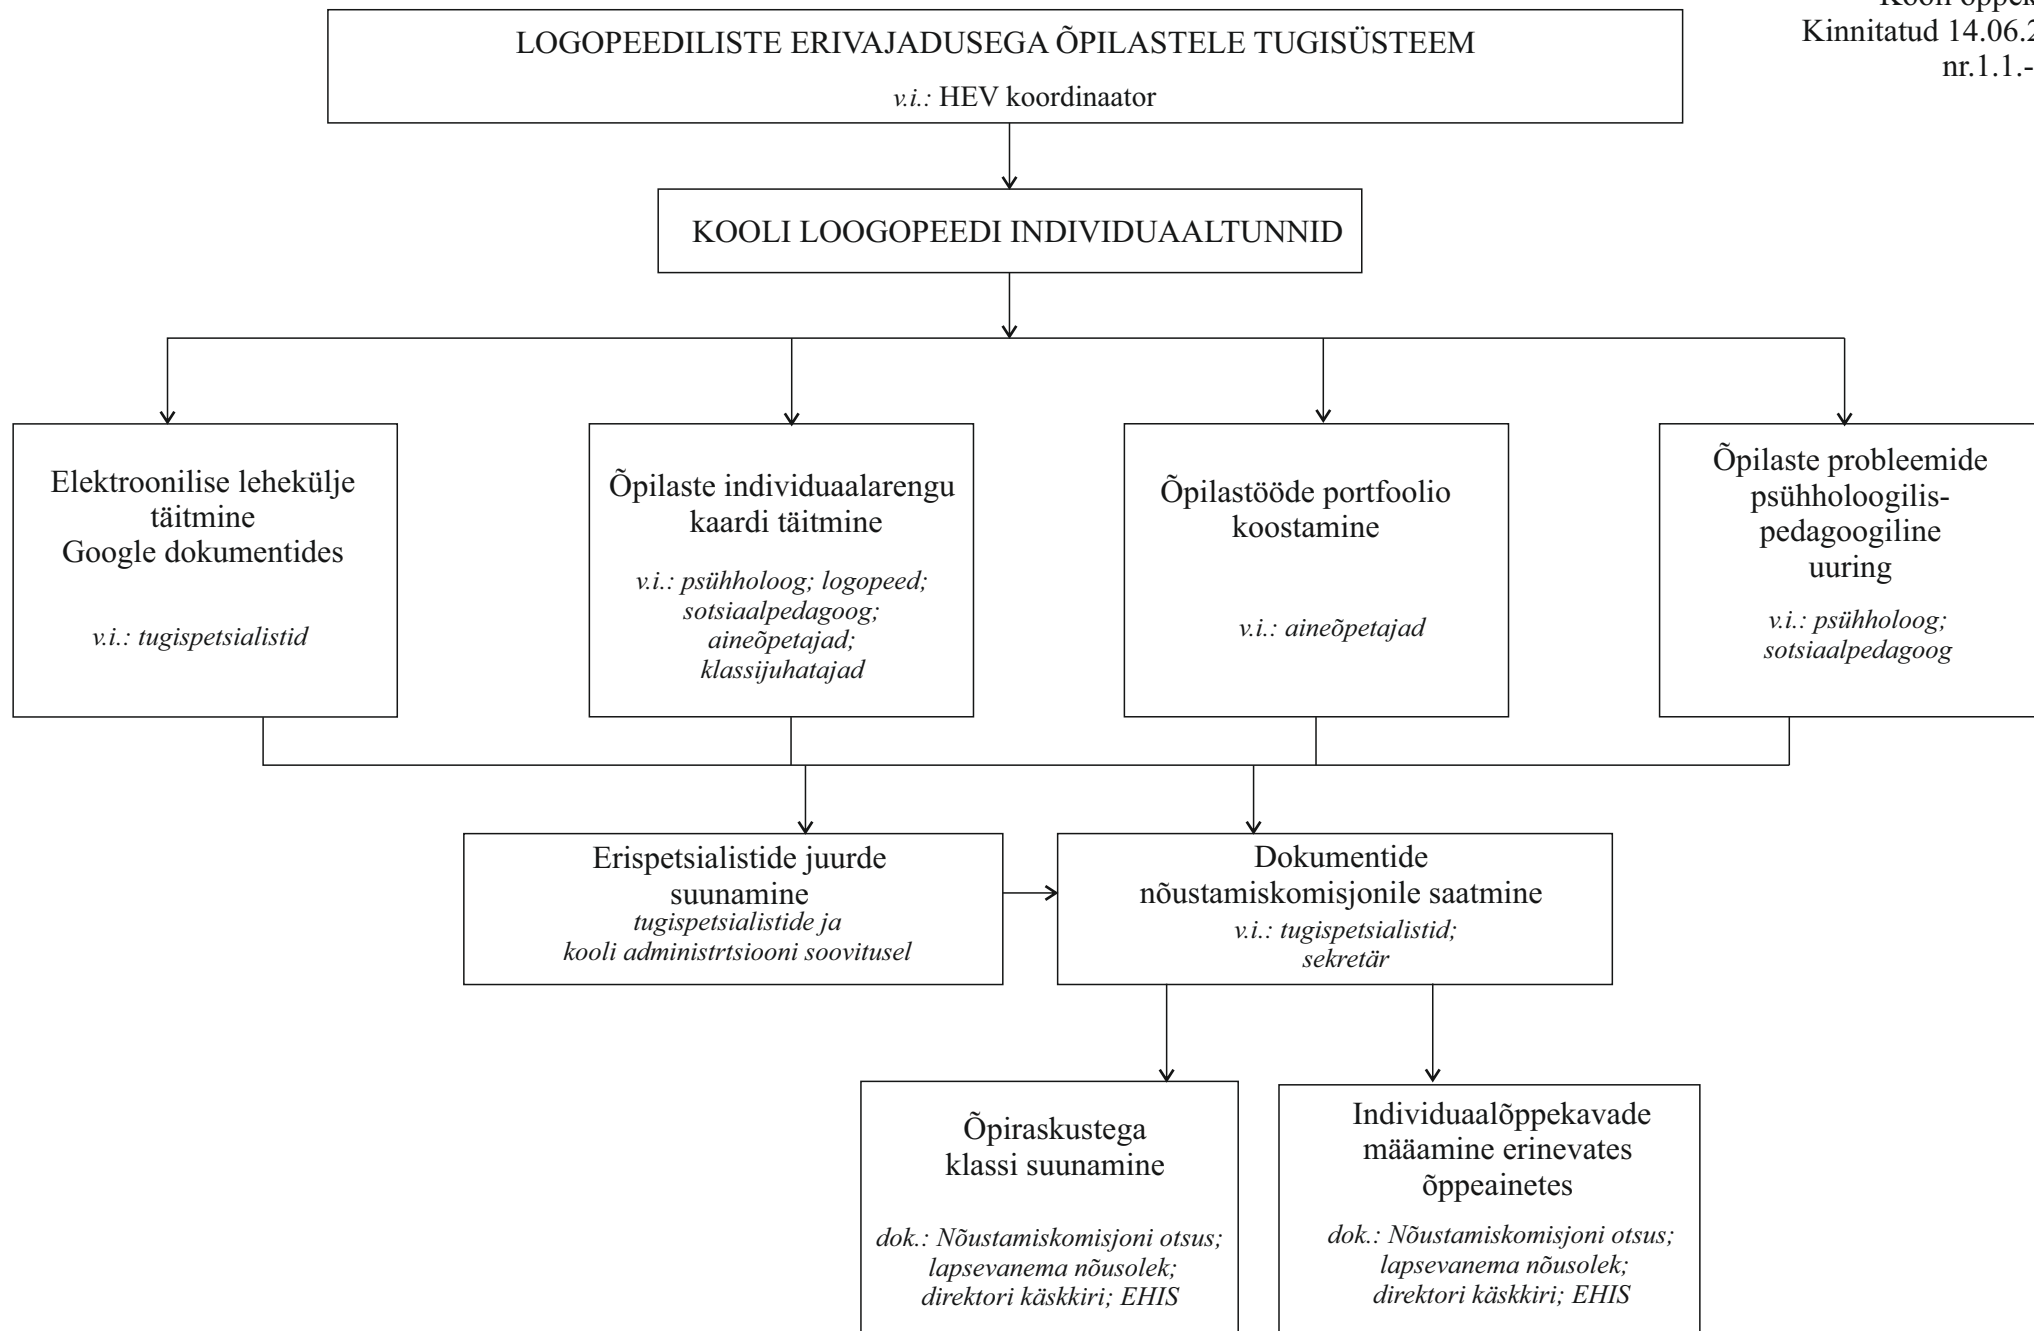 Kooli õppek
Kinnitatud 14.06.2
nr.1.1.-
LOGOPEEDILISTE ERIVAJADUSEGA ÕPILASTELE TUGISÜSTEEM
v.i.: HEV koordinaator
KOOLI LOOGOPEEDI INDIVIDUAALTUNNID
Elektroonilise lehekülje
täitmine
Google dokumentides
v.i.: tugispetsialistid
Õpilaste individuaalarengu
kaardi täitmine
v.i.: psühholoog; logopeed;
sotsiaalpedagoog;
aineõpetajad;
klassijuhatajad
Õpilastööde portfoolio
koostamine
v.i.: aineõpetajad
Õpilaste probleemide
psühholoogilis-
pedagoogiline
uuring
v.i.: psühholoog;
sotsiaalpedagoog
Erispetsialistide juurde
suunamine
tugispetsialistide ja
kooli administrtsiooni soovitusel
Dokumentide
nõustamiskomisjonile saatmine
v.i.: tugispetsialistid;
sekretär
Õpiraskustega
klassi suunamine
dok.: Nõustamiskomisjoni otsus;
lapsevanema nõusolek;
direktori käskkiri; EHIS
Individuaalõppekavade
määamine erinevates
õppeainetes
dok.: Nõustamiskomisjoni otsus;
lapsevanema nõusolek;
direktori käskkiri; EHIS